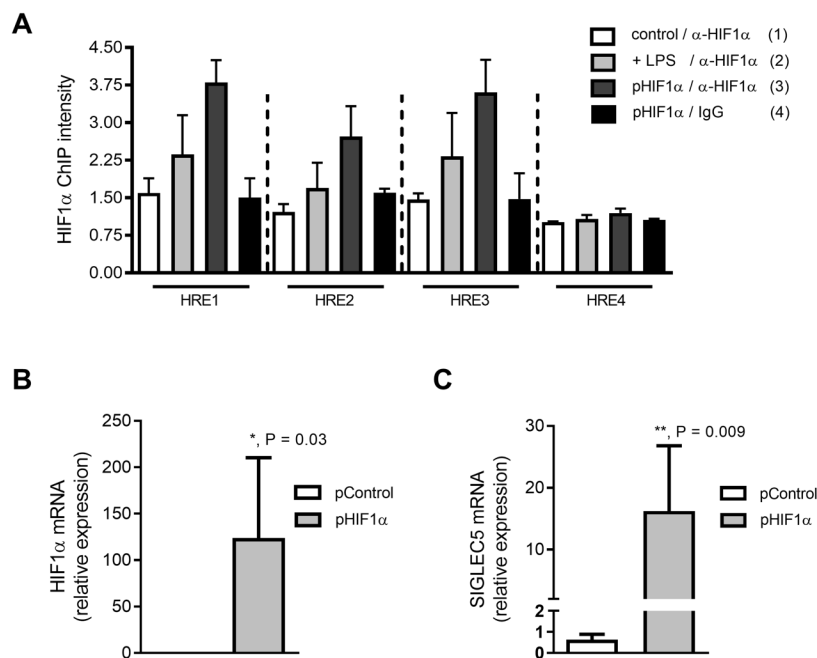 A
HIF1α ChIP intensity
4.50
3.75
3.00
2.25
1.50
0.75
0.00
HRE1
HRE2
HRE3
HRE4
control / α-HIF1α (1)
+ LPS / α-HIF1α (2)
pHIF1α / α-HIF1α (3)
pHIF1α / IgG (4)
B
HIF1α mRNA
(relative expression)
250
200
150
100
50
0
*, P = 0.03
pControl
pHIF1α
C
SIGLEC5 mRNA
(relative expression)
30
20
10
2
1
0
**, P = 0.009
pControl
pHIF1α